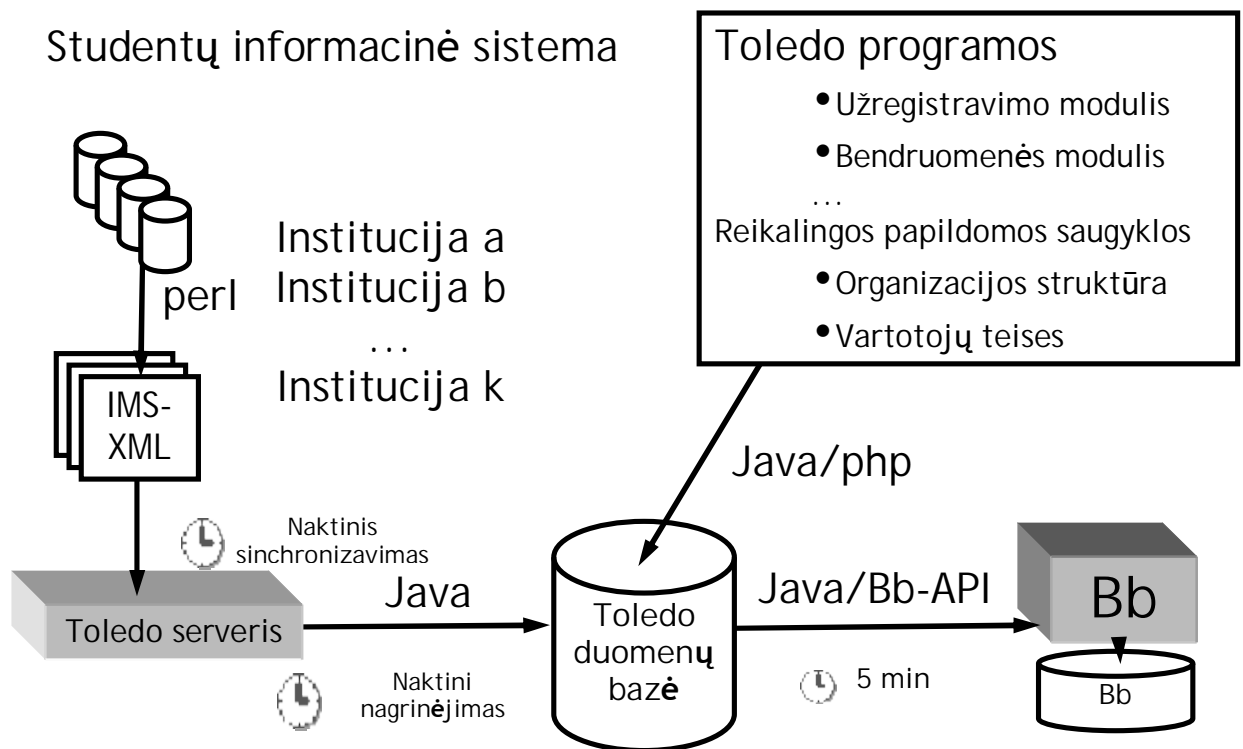 Studentų informacinė sistema
Toledo programos
•Užregistravimo modulis
•Bendruomenės modulis
...
Reikalingos papildomos saugyklos
•Organizacijos struktūra
•Vartotojų teises
Institucija a
Institucija b
...
Institucija k
perl
IMS-
XML
Java/php
Naktinis
sinchronizavimas
Toledo serveris
Java
Naktini
nagrinėjimas
Toledo
duomenų
bazė
Java/Bb-API
5 min
Bb
Bb